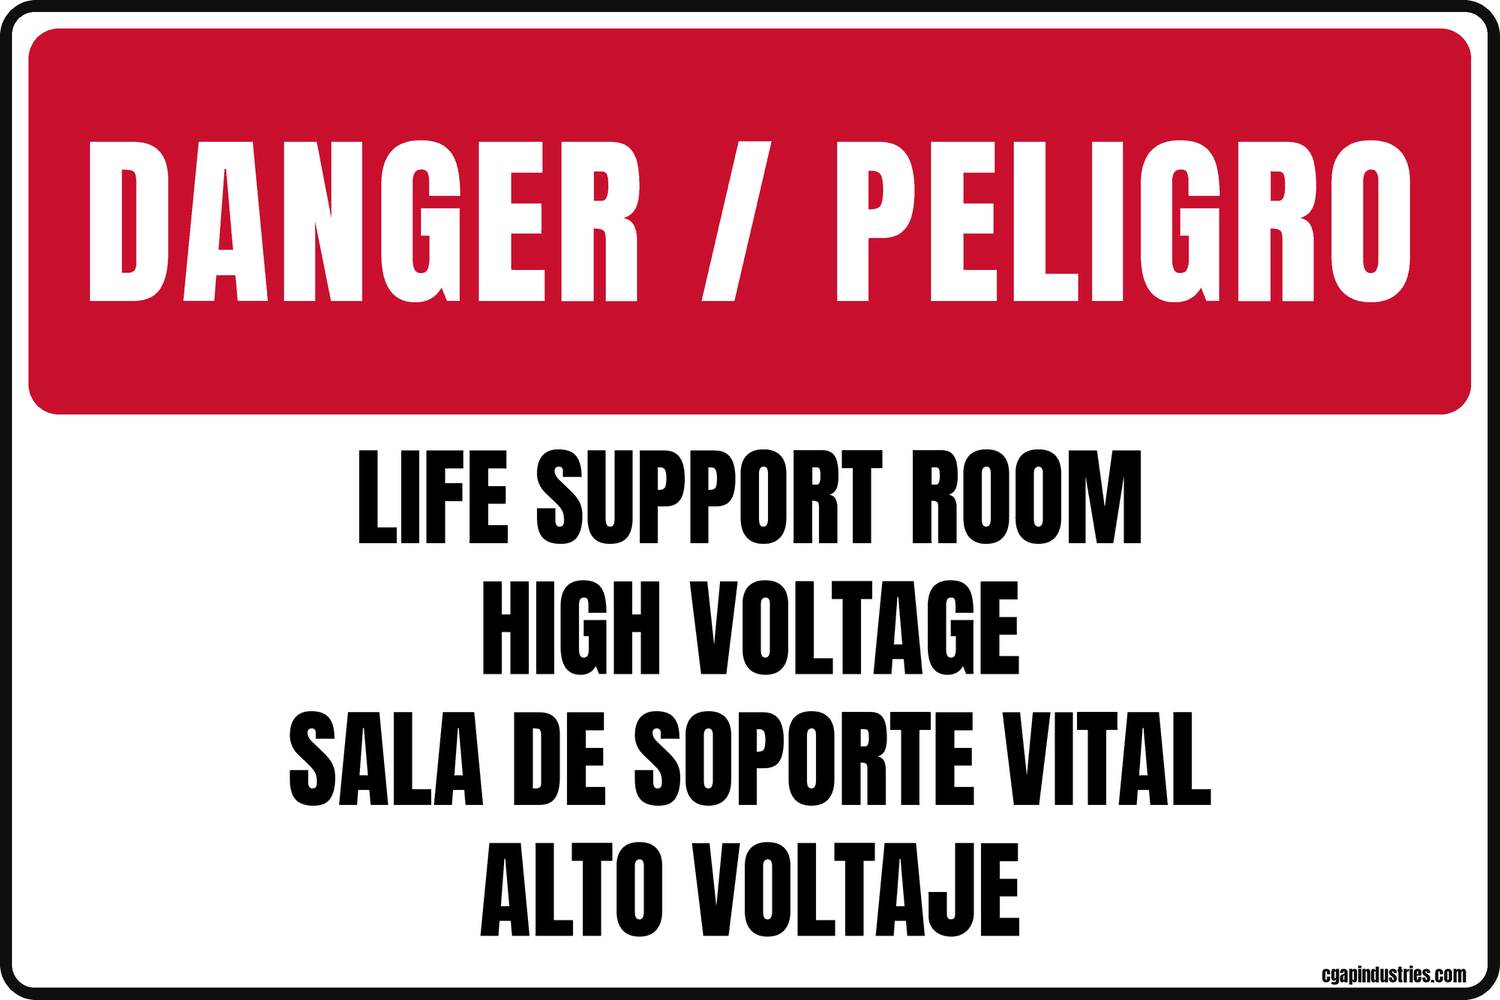 DANGER / PELIGRO
LIFE SUPPORT ROOM
HIGH VOLTAGE
SALA DE SOPORTE VITAL
ALTO VOLTAJE
cgapindustries.com